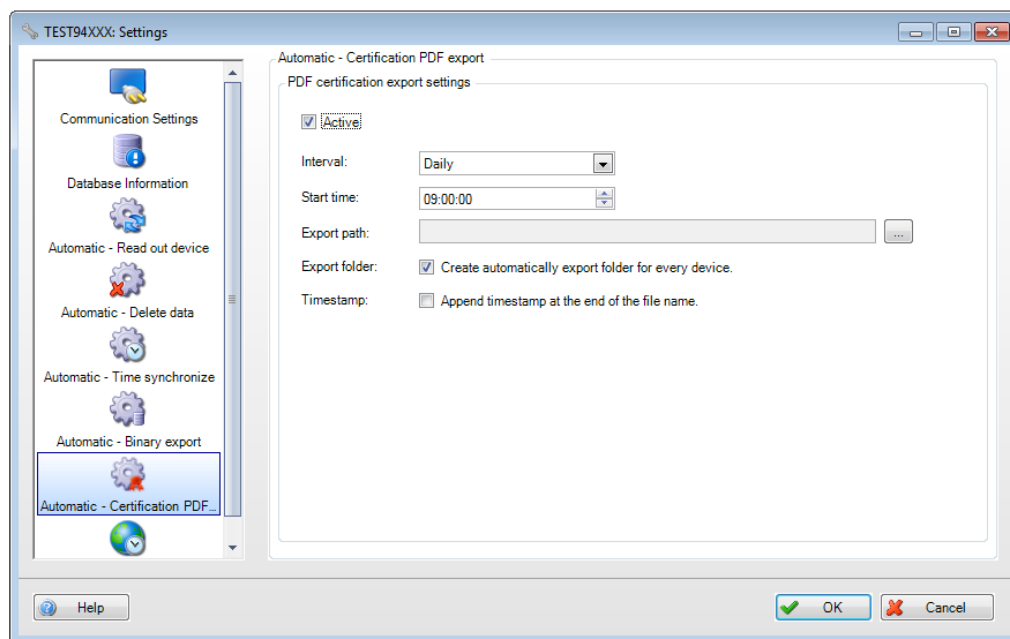 TEST94XXX: Settings
Communication Settings
Database Information
Automatic - Read out device
Automatic - Delete data
Automatic - Time synchronize
Automatic - Binary export
Automatic - Certification PDF...
Automatic - Certification PDF export
PDF certification export settings
Active
Interval: Daily
Start time: 09:00:00
Export path: ...
Export folder: Create automatically export folder for every device.
Timestamp: Append timestamp at the end of the file name.
Help OK Cancel